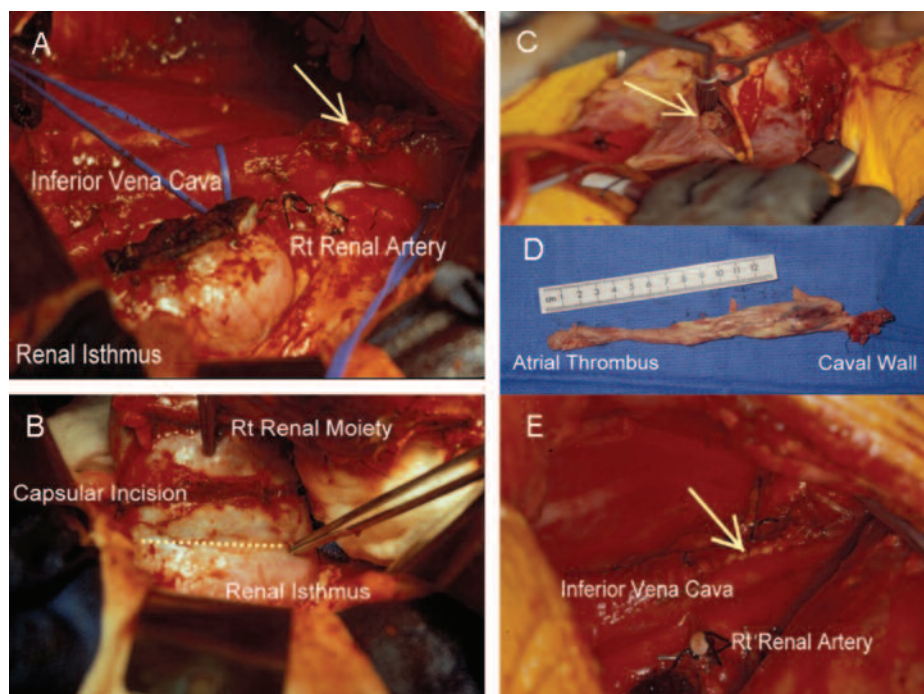 A
Inferior Vena Cava
Rt Renal Artery
Renal Isthmus
B
Rt Renal Moiety
Capsular Incision
Renal Isthmus
C
D
cm 1 2 3 4 5 6 7 8 9 10 11 12
Atrial Thrombus
Caval Wall
E
Inferior Vena Cava
Rt Renal Artery